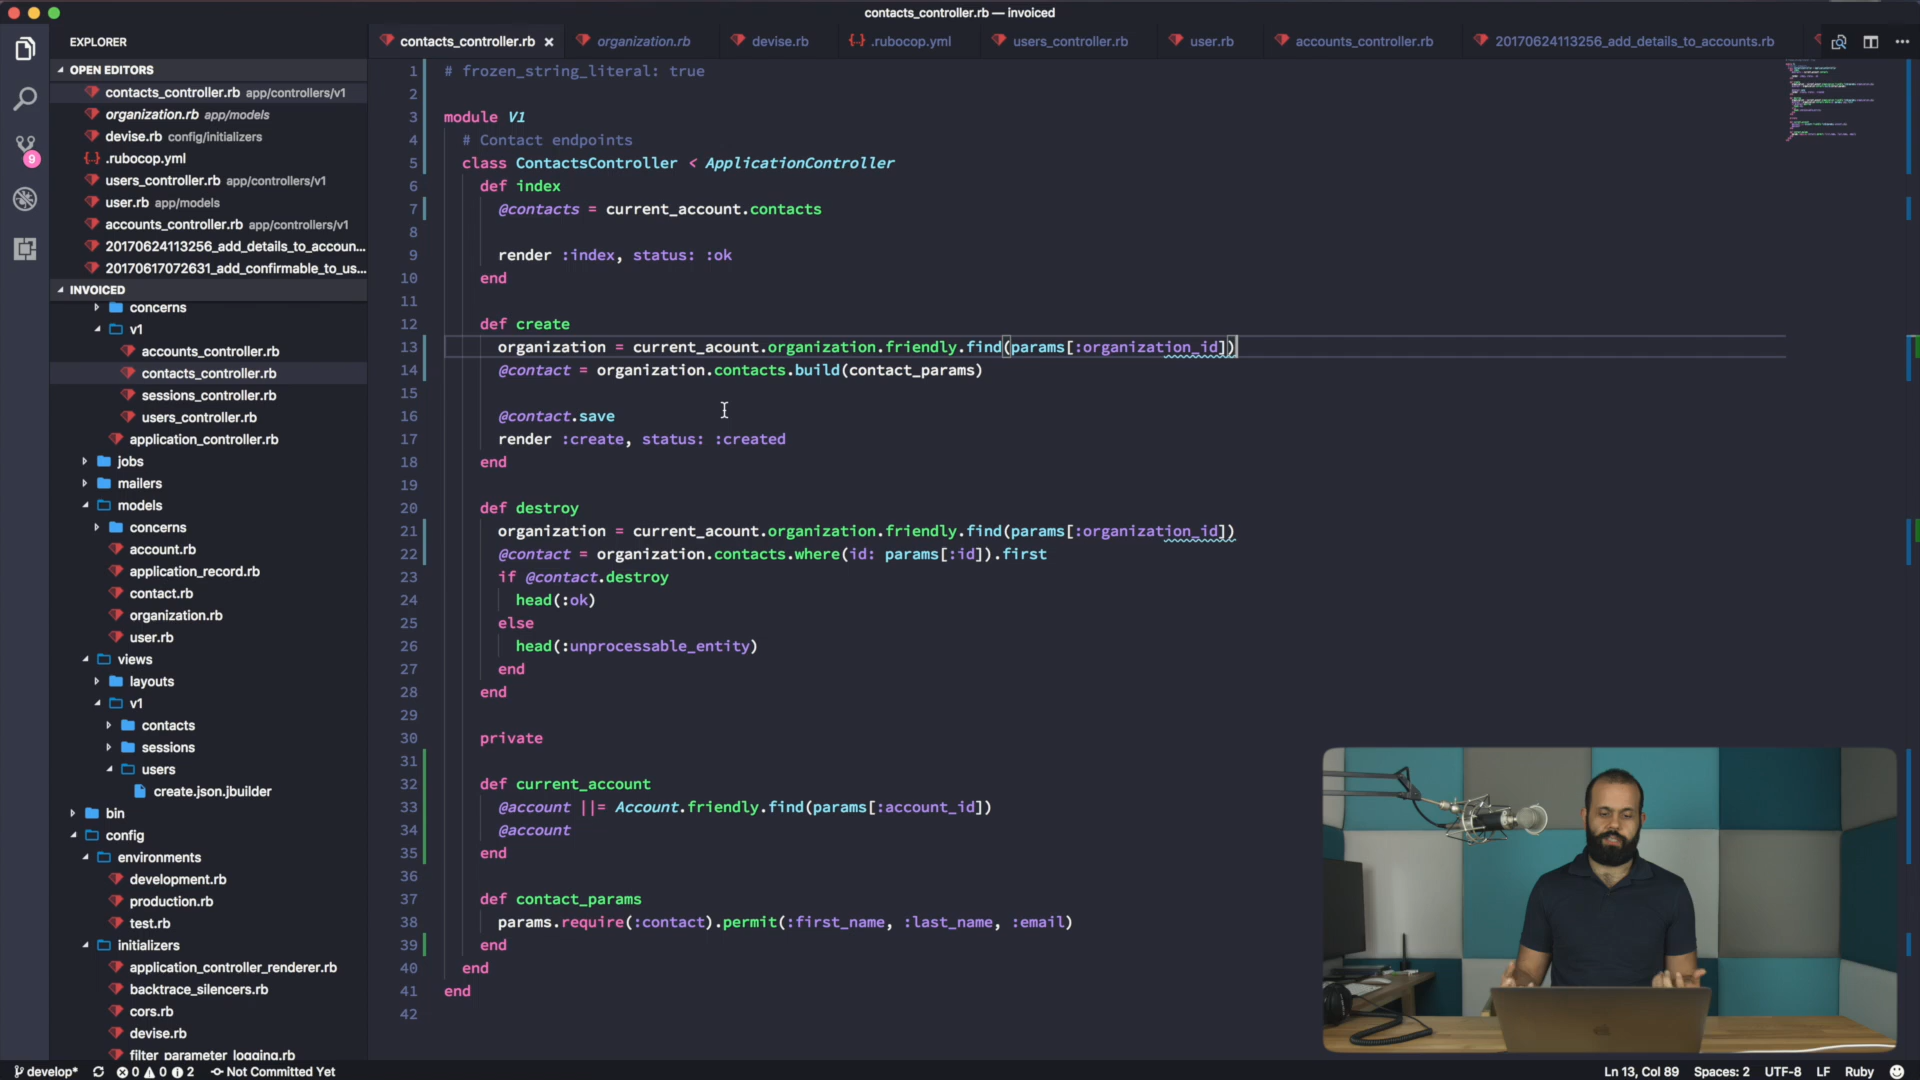 contacts_controller.rb — invoiced
EXPLORER
OPEN EDITORS
contacts_controller.rb app/controllers/v1
organization.rb app/models
devise.rb config/initializers
{..} .rubocop.yml
users_controller.rb app/controllers/v1
user.rb app/models
accounts_controller.rb app/controllers/v1
20170624113256_add_details_to_accoun...
20170617072631_add_confirmable_to_us...
INVOICED
concerns
v1
accounts_controller.rb
contacts_controller.rb
sessions_controller.rb
users_controller.rb
application_controller.rb
jobs
mailers
models
concerns
account.rb
application_record.rb
contact.rb
organization.rb
user.rb
views
layouts
v1
contacts
sessions
users
create.json.jbuilder
bin
config
environments
development.rb
production.rb
test.rb
initializers
application_controller_renderer.rb
backtrace_silencers.rb
cors.rb
devise.rb
filter_parameter_logging.rb
9
contacts_controller.rb × organization.rb devise.rb {..} .rubocop.yml users_controller.rb user.rb accounts_controller.rb 20170624113256_add_details_to_accounts.rb
1 # frozen_string_literal: true
2
3 module V1
4 # Contact endpoints
5 class ContactsController < ApplicationController
6 def index
7 @contacts = current_account.contacts
8
9 render :index, status: :ok
10 end
11
12 def create
13 organization = current_acount.organization.friendly.find(params[:organization_id])
14 @contact = organization.contacts.build(contact_params)
15
16 @contact.save
17 render :create, status: :created
18 end
19
20 def destroy
21 organization = current_acount.organization.friendly.find(params[:organization_id])
22 @contact = organization.contacts.where(id: params[:id]).first
23 if @contact.destroy
24 head(:ok)
25 else
26 head(:unprocessable_entity)
27 end
28 end
29
30 private
31
32 def current_account
33 @account ||= Account.friendly.find(params[:account_id])
34 @account
35 end
36
37 def contact_params
38 params.require(:contact).permit(:first_name, :last_name, :email)
39 end
40 end
41 end
42
develop* 0 0 2 Not Committed Yet
Ln 13, Col 89 Spaces: 2 UTF-8 LF Ruby